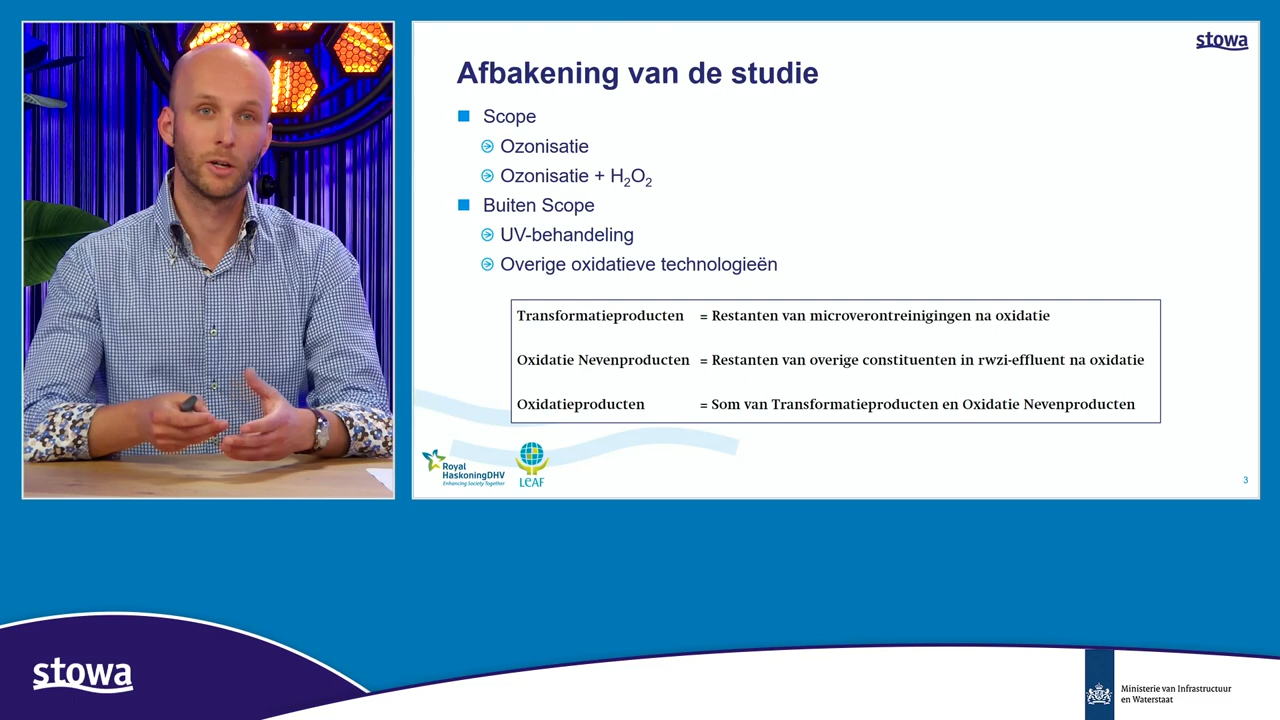 stowa
Afbakening van de studie
Scope
Ozonisatie
Ozonisatie + H₂O₂
Buiten Scope
UV-behandeling
Overige oxidatieve technologieën
Transformatieproducten = Restanten van microverontreinigingen na oxidatie
Oxidatie Nevenproducten = Restanten van overige constituenten in rwzi-effluent na oxidatie
Oxidatieproducten = Som van Transformatieproducten en Oxidatie Nevenproducten
Royal
HaskoningDHV
Enhancing Society Together
LeAF
3
stowa
Ministerie van Infrastructuur
en Waterstaat